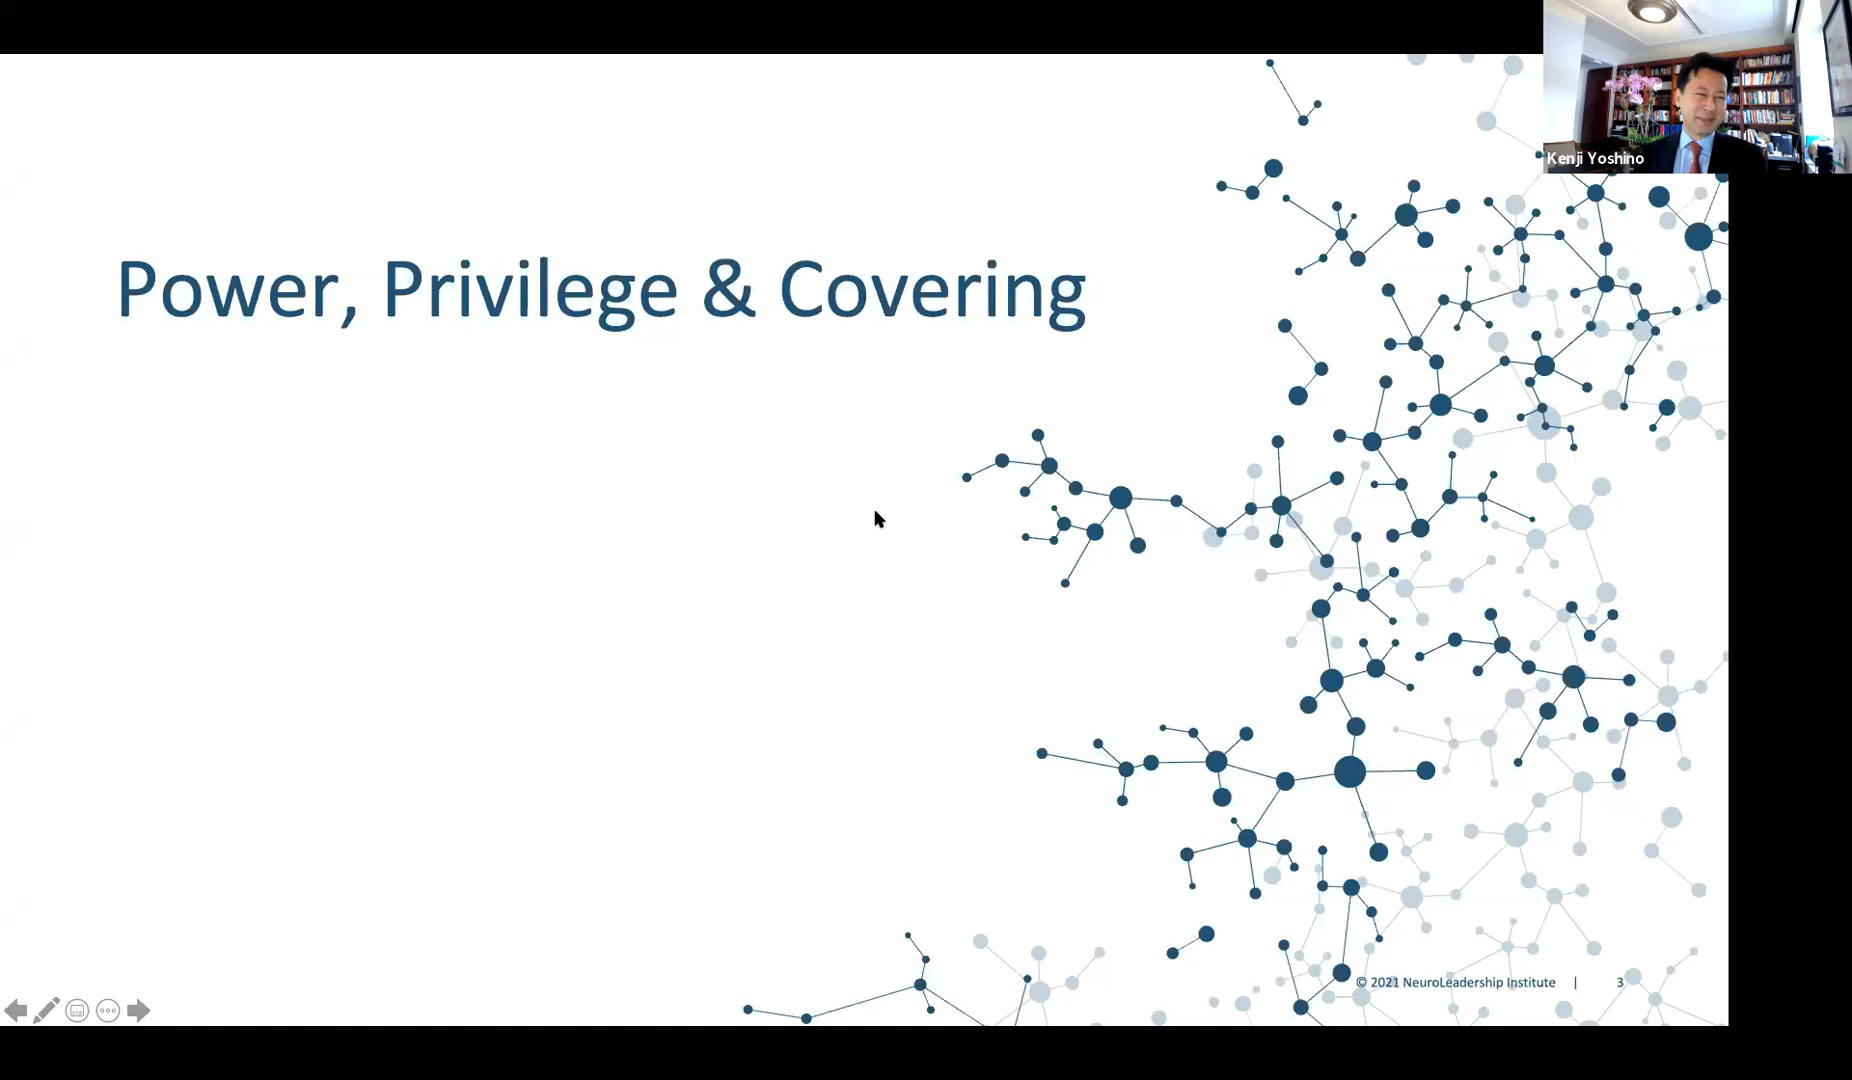 Kenji Yoshino
Power, Privilege & Covering
© 2021 NeuroLeadership Institute | 3